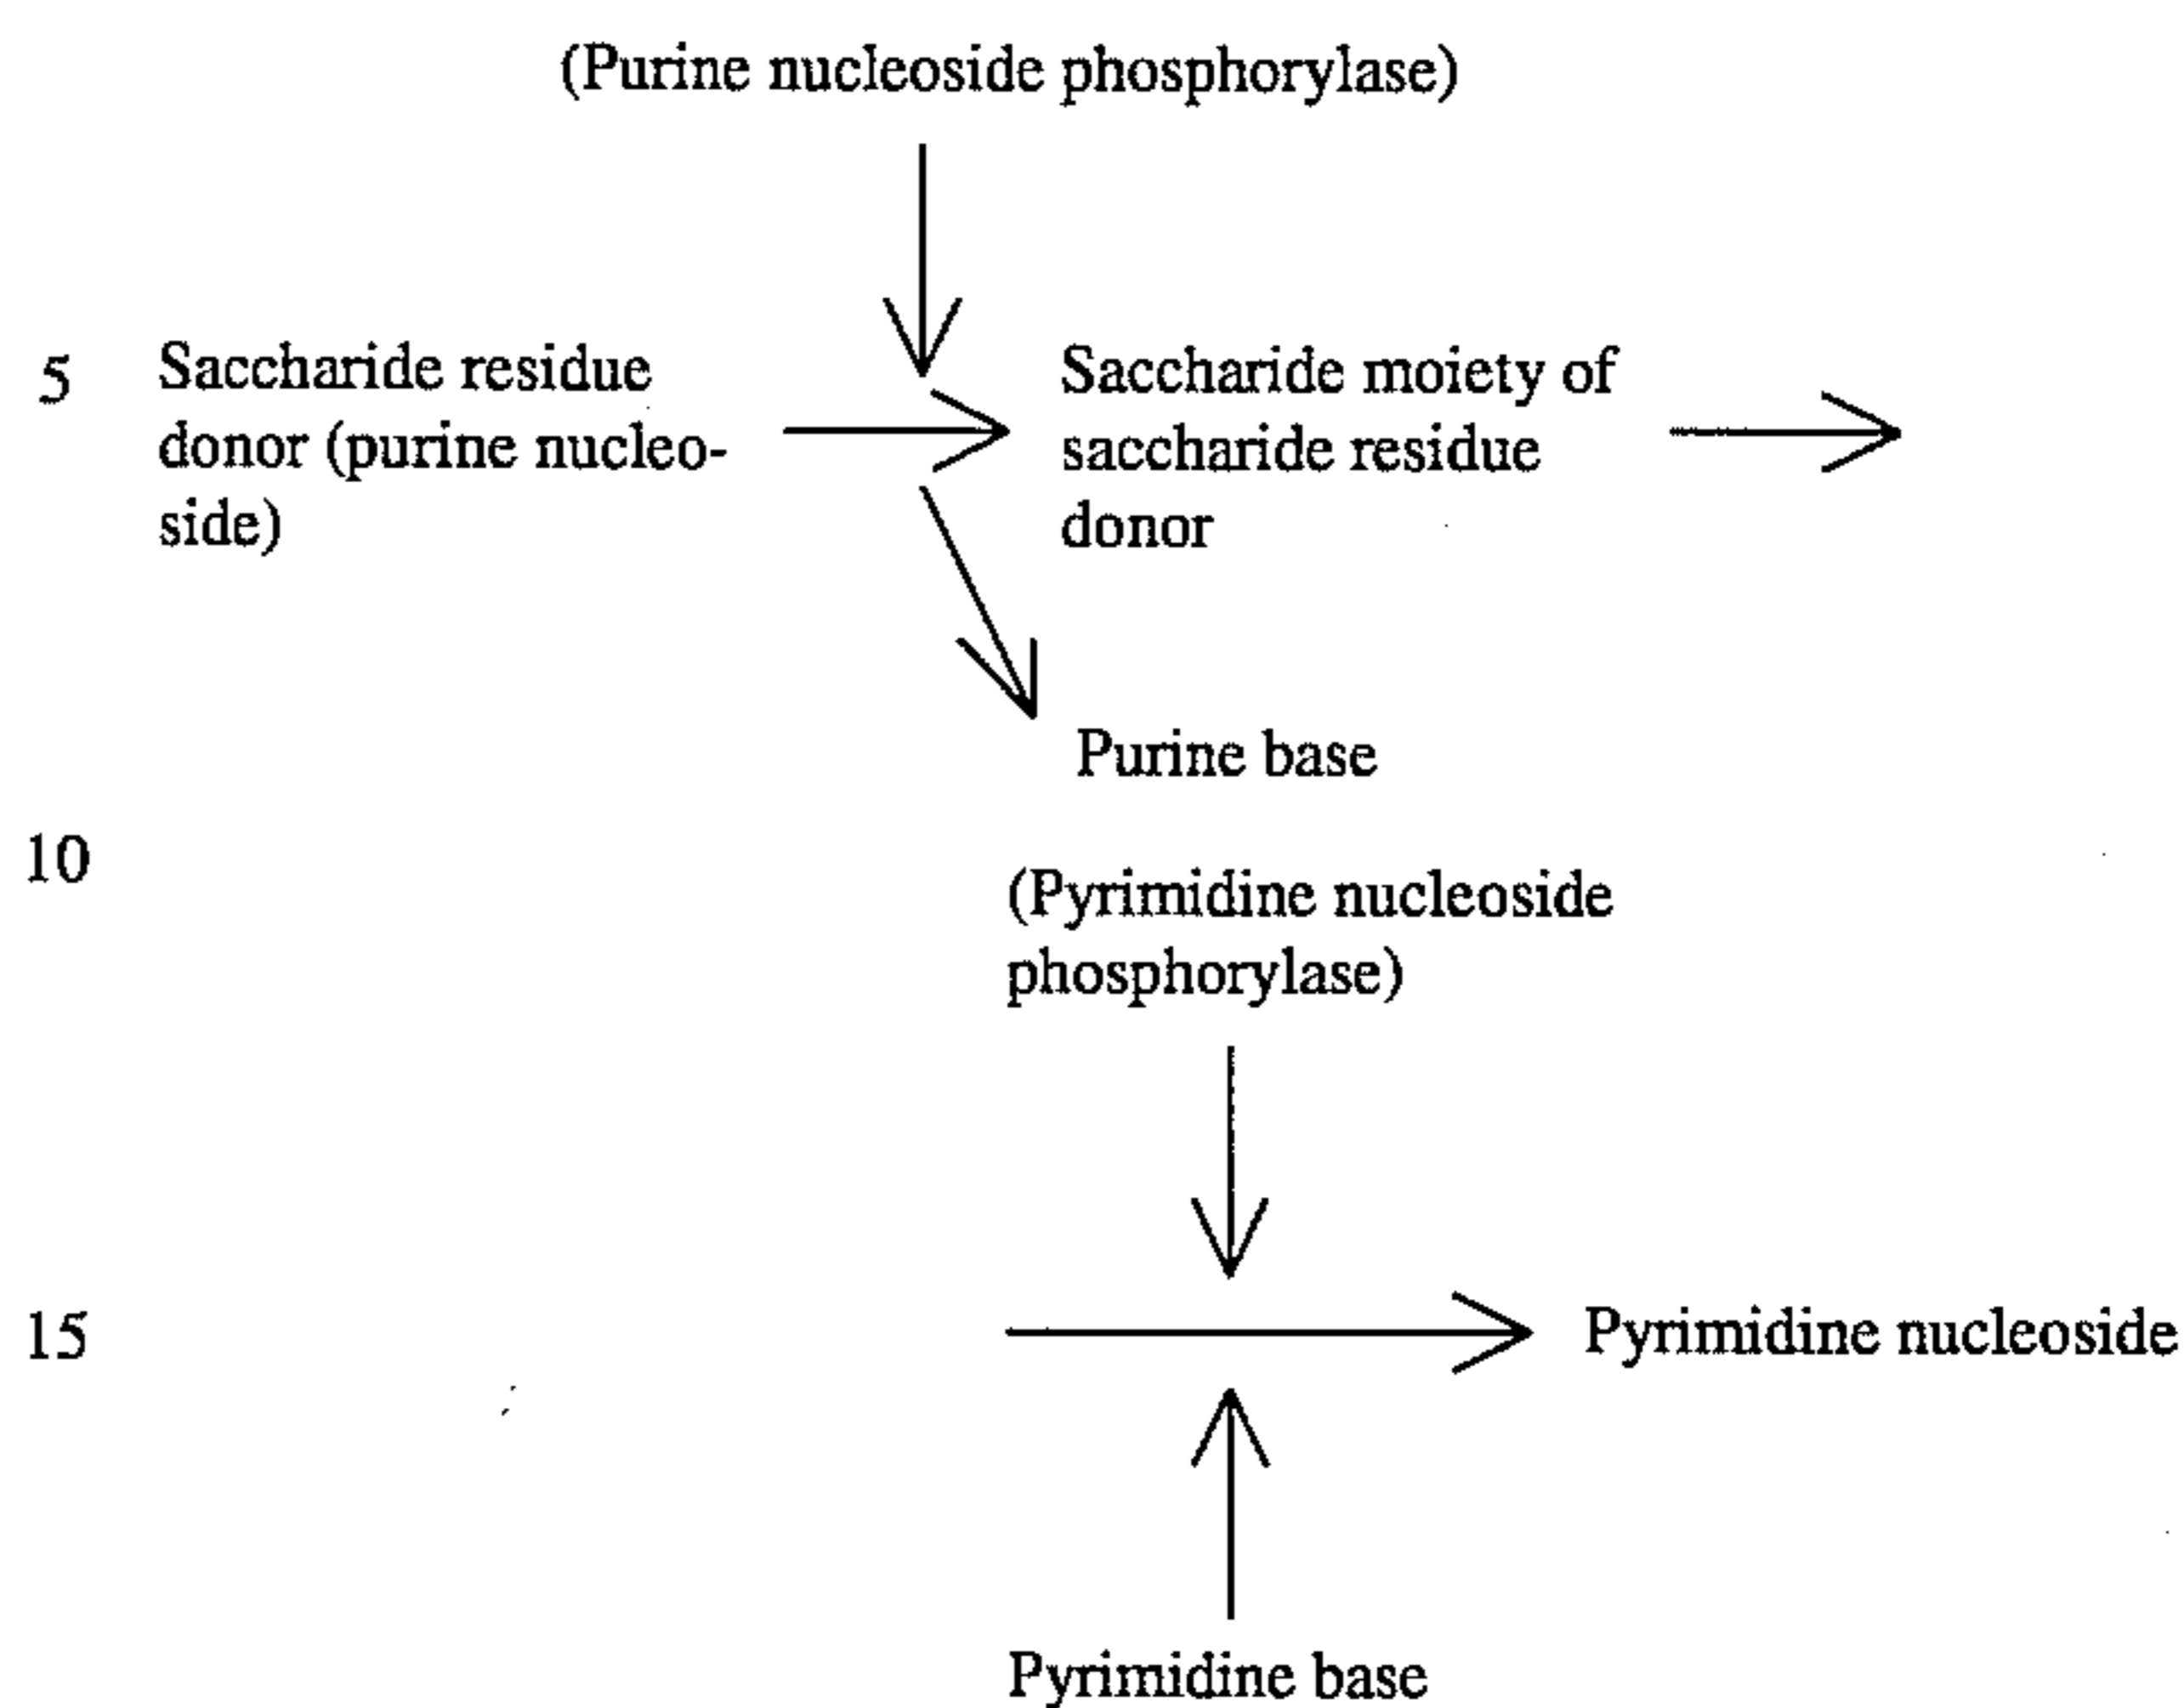 (Purine nucleoside phosphorylase)
5
Saccharide residue
donor (purine nucleo-
side)
Saccharide moiety of
saccharide residue
donor
Purine base
10
(Pyrimidine nucleoside
phosphorylase)
15
Pyrimidine nucleoside
Pyrimidine base